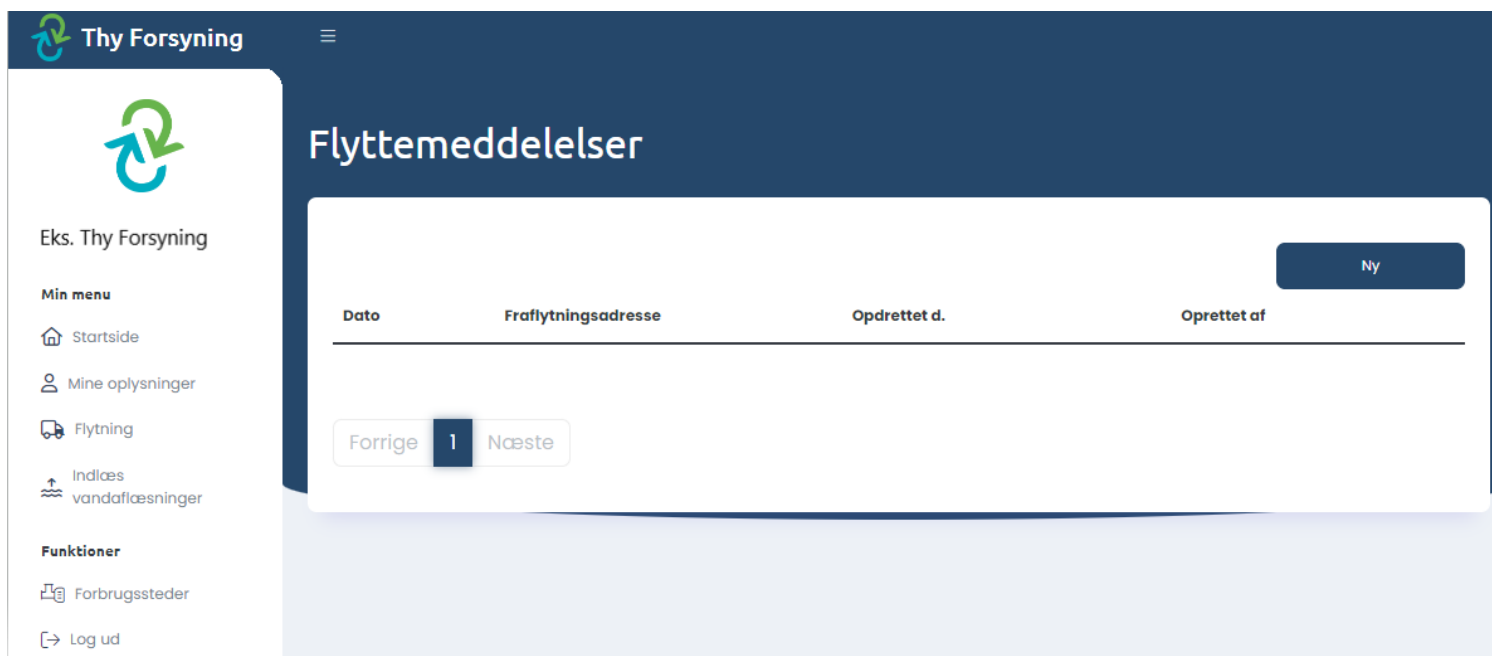 Thy Forsyning
Flyttemeddelelser
Eks. Thy Forsyning
Min menu
Startside
Mine oplysninger
Flytning
Indlæs
vandaflæsninger
Funktioner
Forbrugssteder
Log ud
Ny
Dato Fraflytningsadresse Opdrettet d. Oprettet af
Forrige 1 Næste